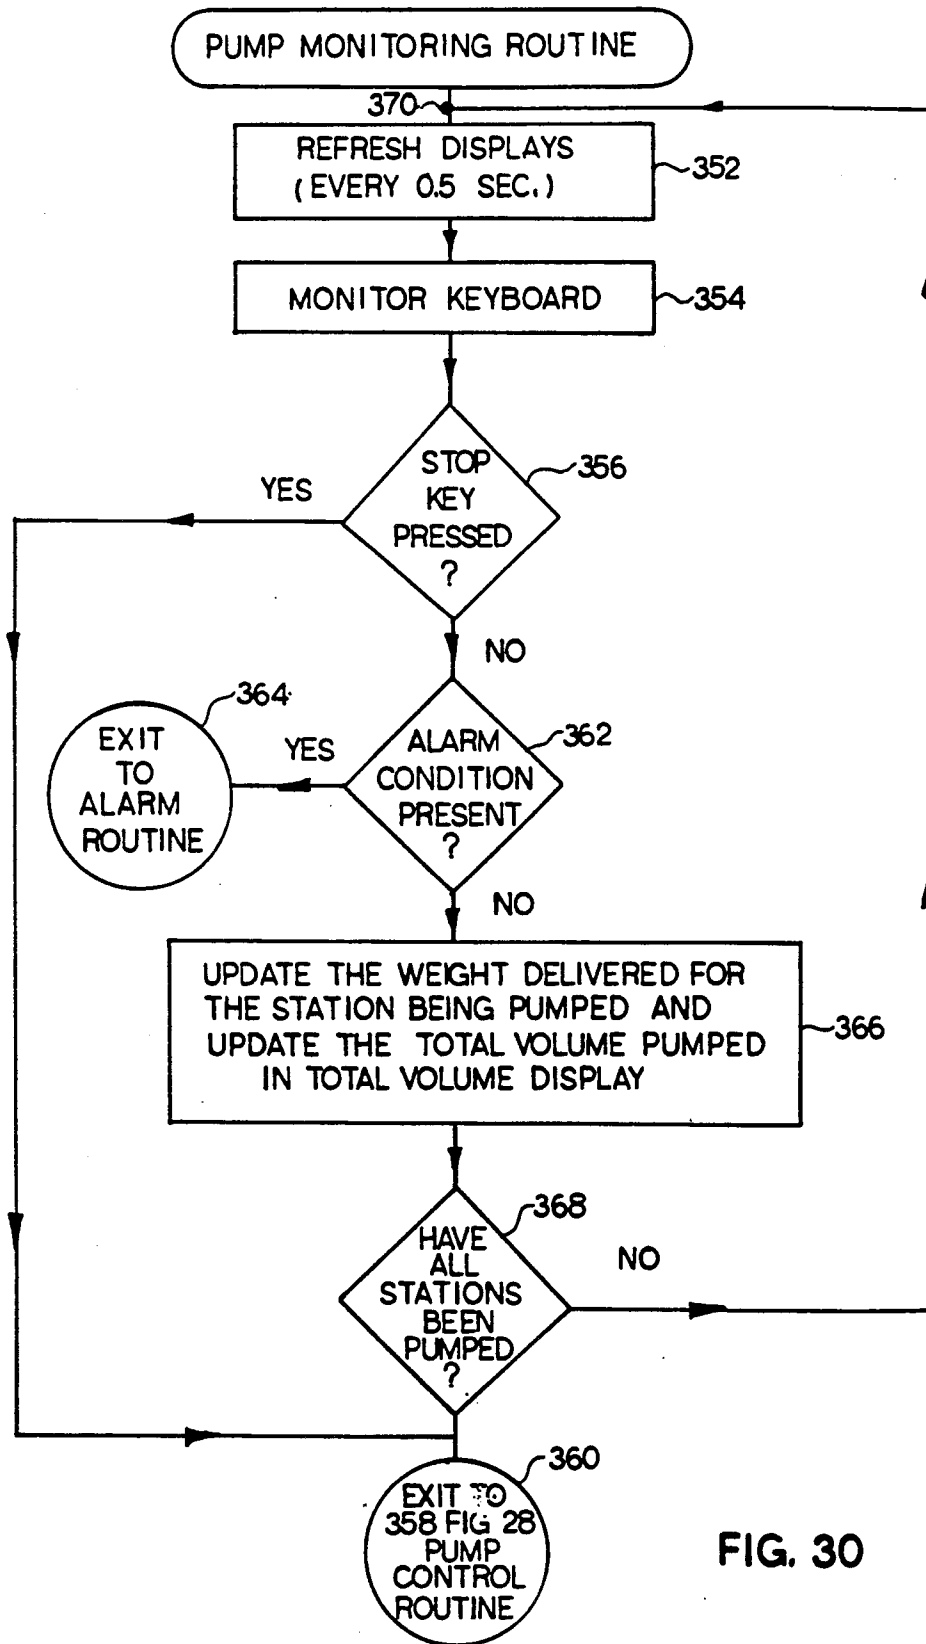 PUMP MONITORING ROUTINE
370
REFRESH DISPLAYS
(EVERY 0.5 SEC.)
352
MONITOR KEYBOARD
354
STOP
KEY
PRESSED
?
356
YES
NO
364
EXIT
TO
ALARM
ROUTINE
YES
ALARM
CONDITION
PRESENT
?
362
NO
UPDATE THE WEIGHT DELIVERED FOR
THE STATION BEING PUMPED AND
UPDATE THE TOTAL VOLUME PUMPED
IN TOTAL VOLUME DISPLAY
366
HAVE
ALL
STATIONS
BEEN
PUMPED
?
368
NO
360
EXIT TO
358 FIG 28
PUMP
CONTROL
ROUTINE
FIG. 30